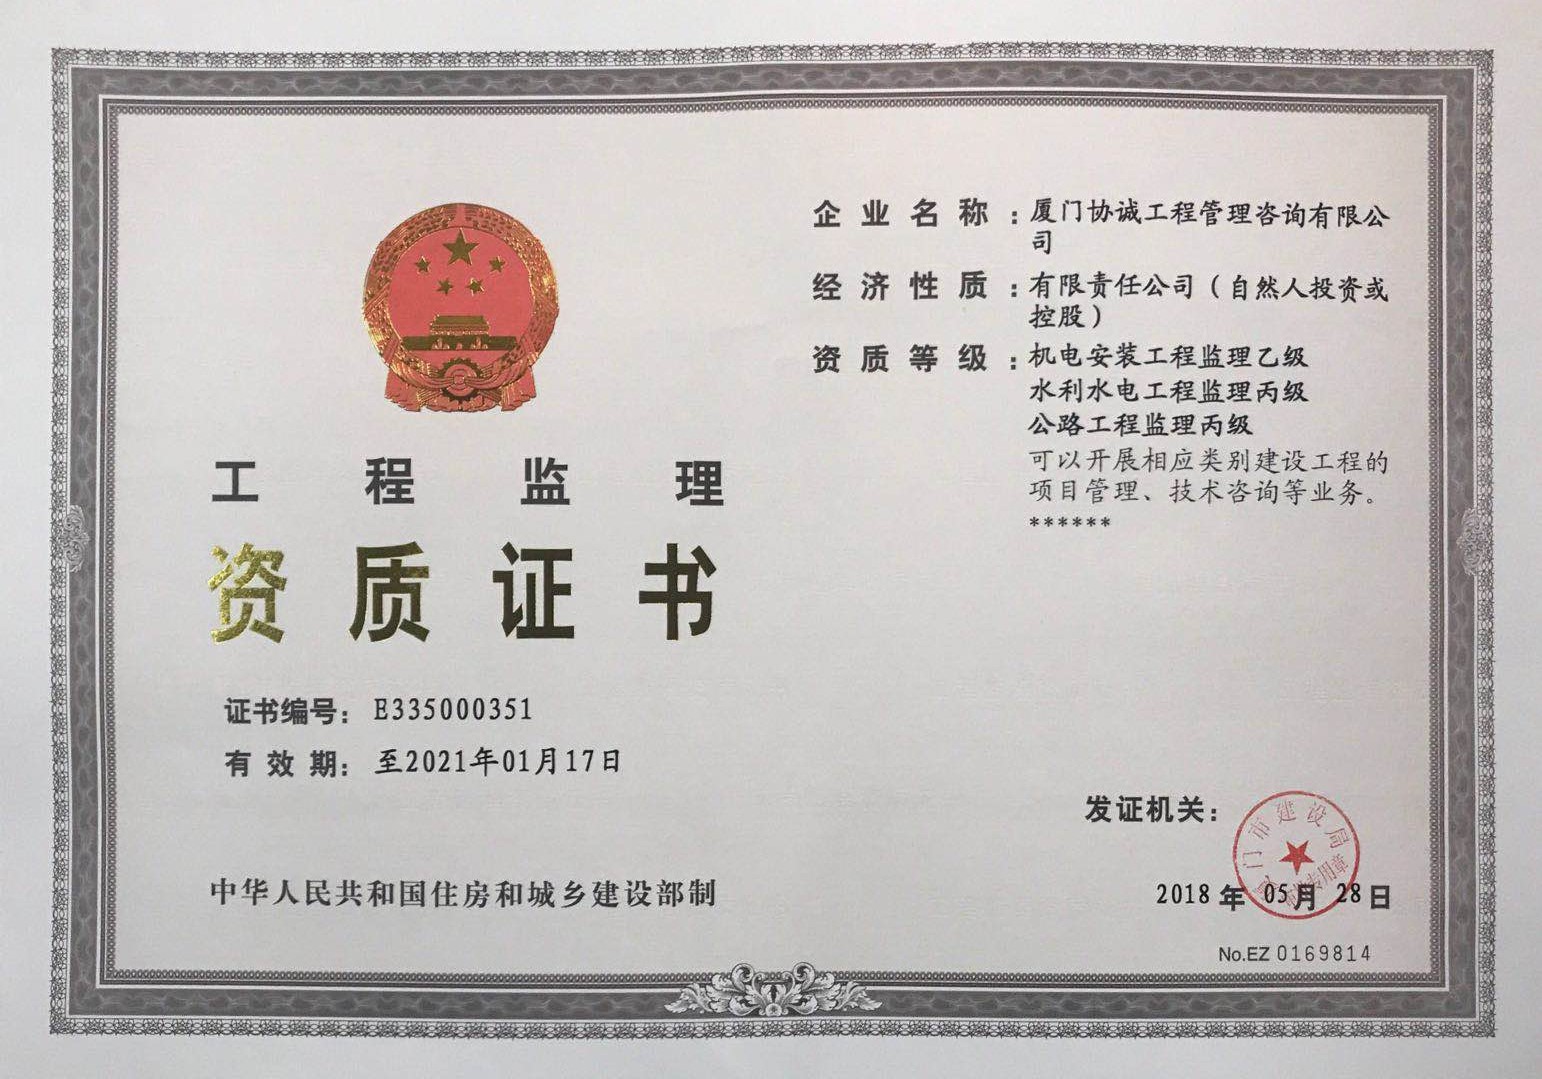 工程监理
资质证书
证书编号：E335000351
有效期：至2021年01月17日
中华人民共和国住房和城乡建设部制
企业名称：厦门协诚工程管理咨询有限公
司
经济性质：有限责任公司（自然人投资或
控股）
资质等级：机电安装工程监理乙级
水利水电工程监理丙级
公路工程监理丙级
可以开展相应类别建设工程的
项目管理、技术咨询等业务。
******
发证机关：
门市建设局
专用章
2018年05月28日
No.EZ 0169814